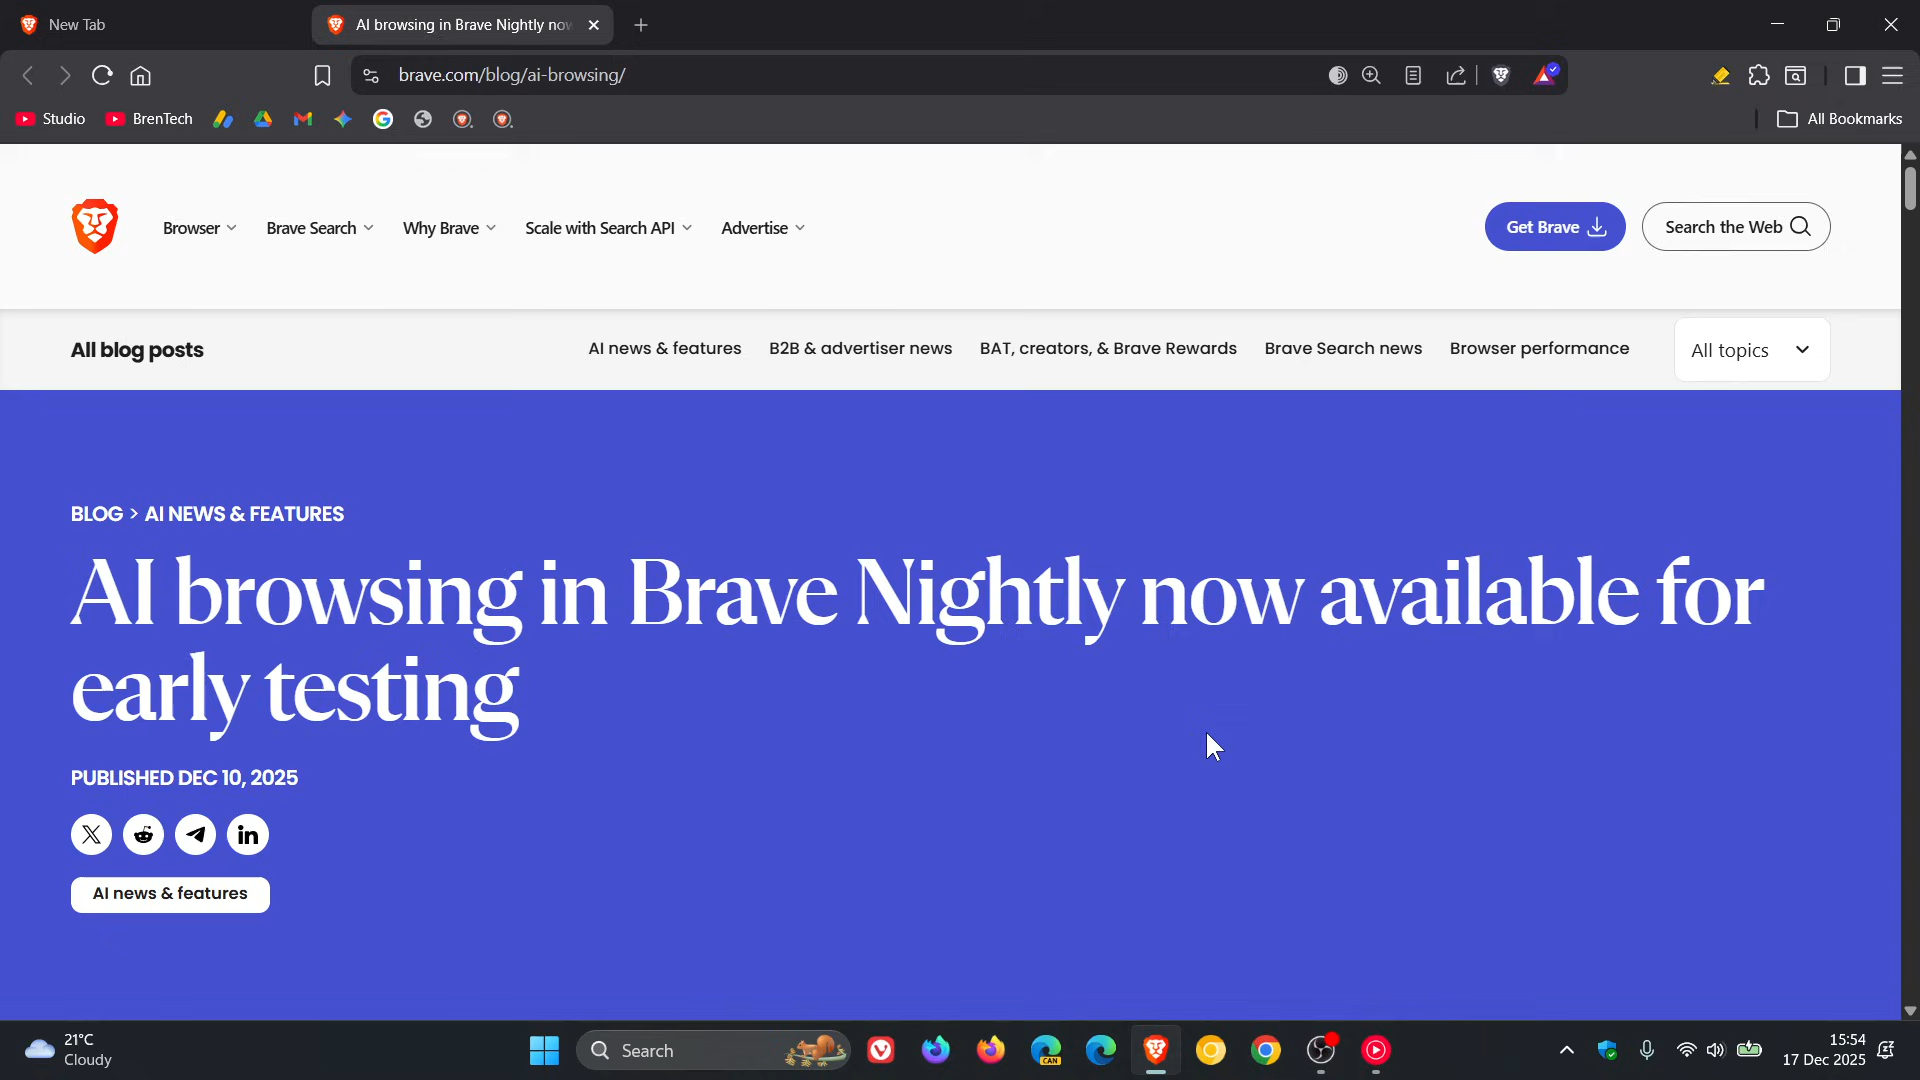 New Tab
AI browsing in Brave Nightly nov
brave.com/blog/ai-browsing/
Studio
BrenTech
All Bookmarks
Browser
Brave Search
Why Brave
Scale with Search API
Advertise
Get Brave
Search the Web
All blog posts
AI news & features
B2B & advertiser news
BAT, creators, & Brave Rewards
Brave Search news
Browser performance
All topics
BLOG > AI NEWS & FEATURES
AI browsing in Brave Nightly now available for
early testing
PUBLISHED DEC 10, 2025
AI news & features
21°C
Cloudy
Search
CAN
15:54
17 Dec 2025